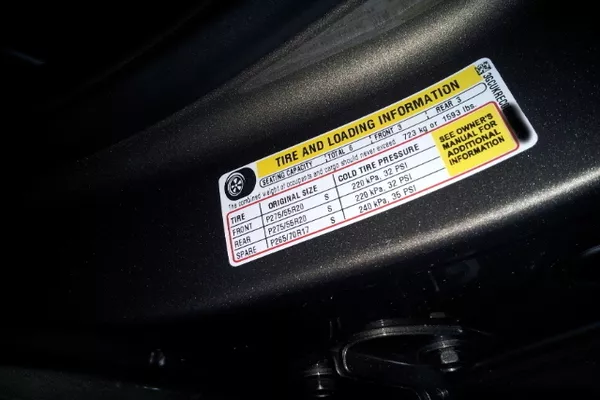 TIRE AND LOADING INFORMATION
SEATING CAPACITY TOTAL 6 FRONT 3 REAR 3
The combined weight of occupants and cargo should never exceed 723 kg or 1593 lbs.
TIRE ORIGINAL SIZE COLD TIRE PRESSURE
FRONT P275/55R20 S 220 kPa, 32 PSI
REAR P275/55R20 S 220 kPa, 32 PSI
SPARE P265/70R17 S 240 kPa, 35 PSI
SEE OWNER'S
MANUAL FOR
ADDITIONAL
INFORMATION
3GCUKREC